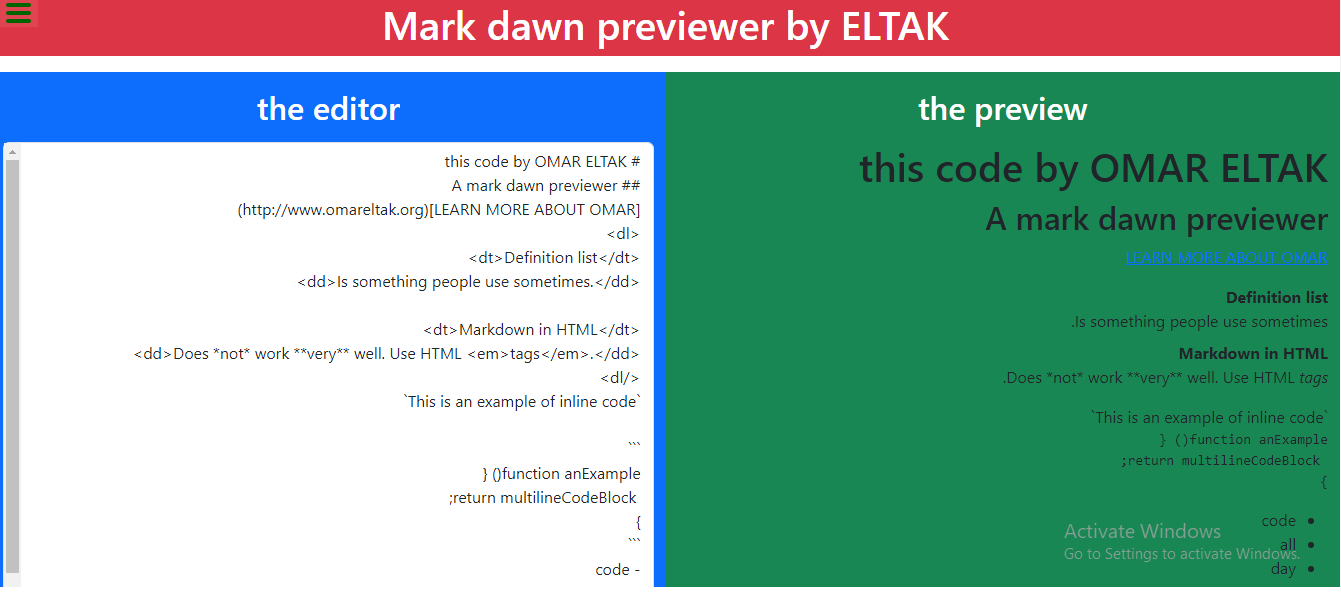 Mark dawn previewer by ELTAK
the editor
this code by OMAR ELTAK #
A mark dawn previewer ##
(http://www.omareltak.org)[LEARN MORE ABOUT OMAR]
<dl>
<dt>Definition list</dt>
<dd>Is something people use sometimes.</dd>
<dt>Markdown in HTML</dt>
<dd>Does *not* work **very** well. Use HTML <em>tags</em>.</dd>
<dl/>
`This is an example of inline code`
```
} ()function anExample
;return multilineCodeBlock
{
```
code -
the preview
this code by OMAR ELTAK
A mark dawn previewer
LEARN MORE ABOUT OMAR
Definition list
.Is something people use sometimes
Markdown in HTML
.Does *not* work **very** well. Use HTML tags
`This is an example of inline code`
} ()function anExample
;return multilineCodeBlock
{
code •
all •
day •
Activate Windows
Go to Settings to activate Windows.